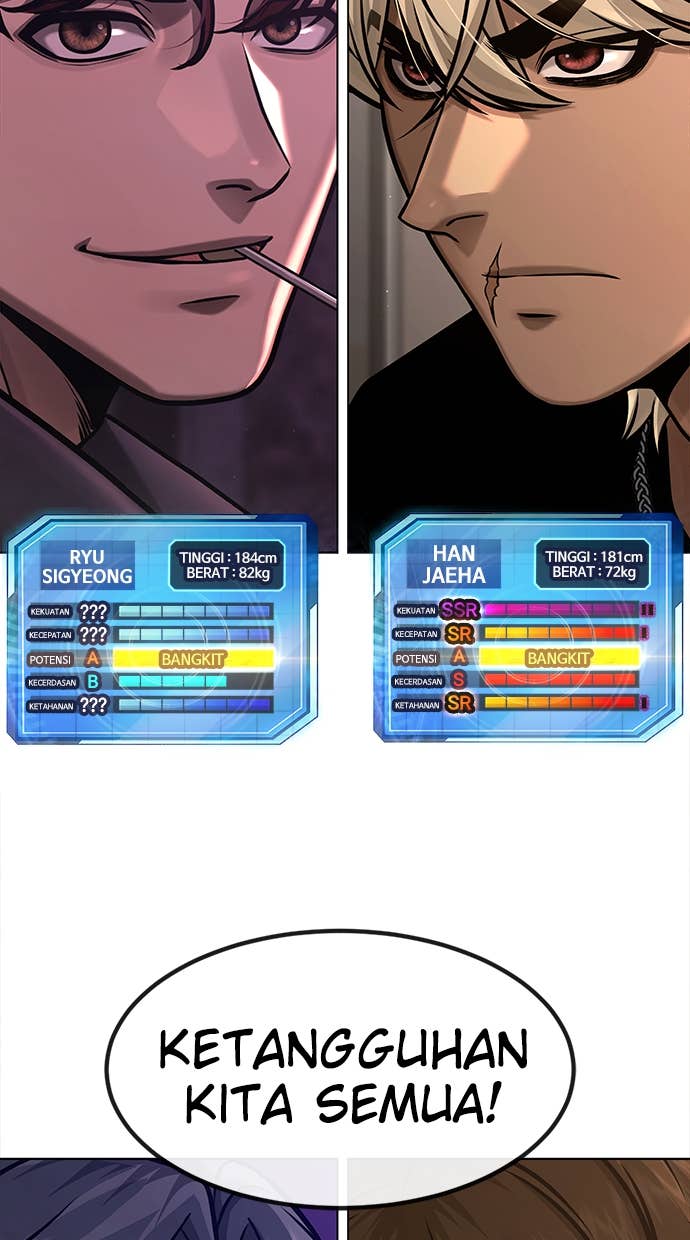 RYU
SIGYEONG
TINGGI : 184cm
BERAT : 82kg
KEKUATAN ???
KECEPATAN ???
POTENSI A BANGKIT
KECERDASAN B
KETAHANAN ???
HAN
JAEHA
TINGGI : 181cm
BERAT : 72kg
KEKUATAN SSR
KECEPATAN SR
POTENSI A BANGKIT
KECERDASAN S
KETAHANAN SR
KETANGGUHAN
KITA SEMUA!